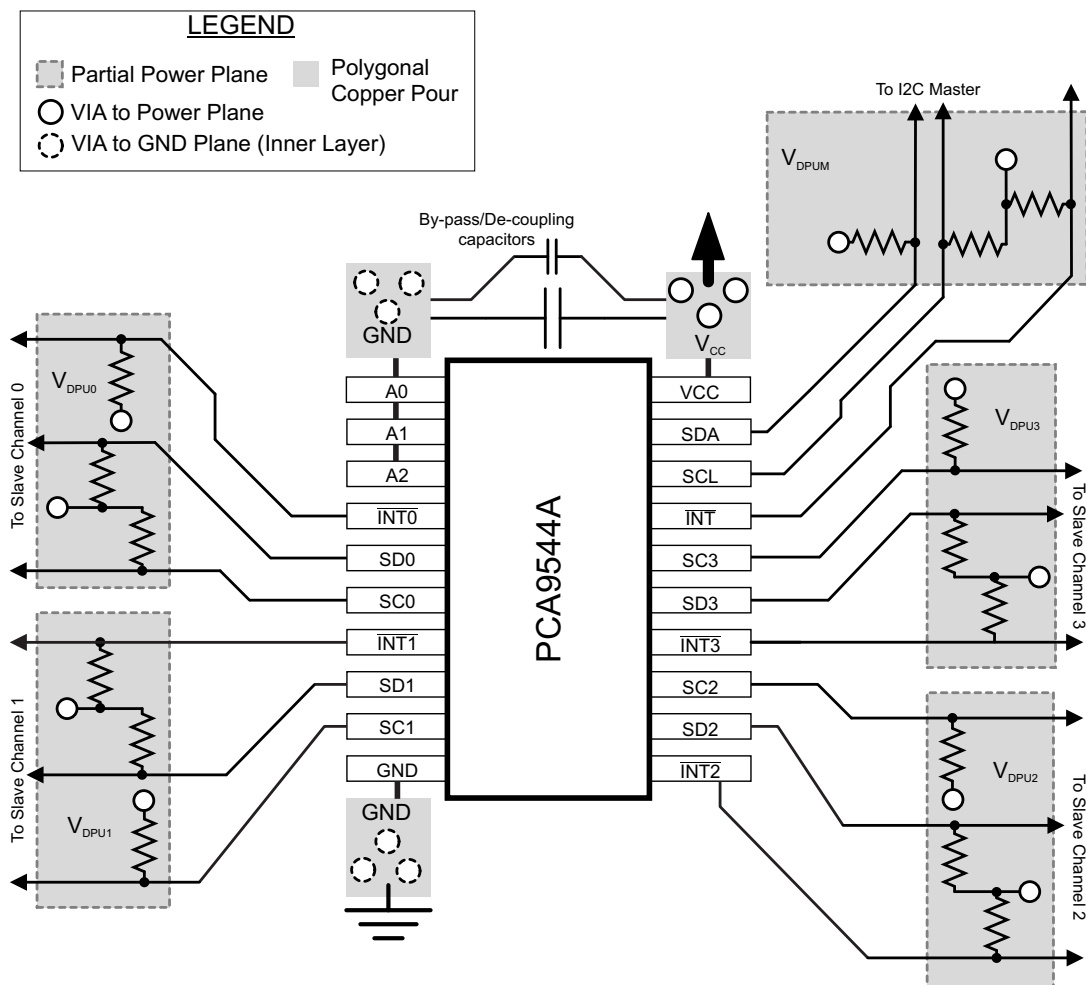 LEGEND
Partial Power Plane
Polygonal
Copper Pour
VIA to Power Plane
VIA to GND Plane (Inner Layer)
To I2C Master
VDPUM
By-pass/De-coupling
capacitors
GND
VCC
VDPU0
To Slave Channel 0
VDPU1
To Slave Channel 1
A0
A1
A2
INT0
SD0
SC0
INT1
SD1
SC1
GND
GND
PCA9544A
VCC
SDA
SCL
INT
SC3
SD3
INT3
SC2
SD2
INT2
VDPU3
To Slave Channel 3
VDPU2
To Slave Channel 2